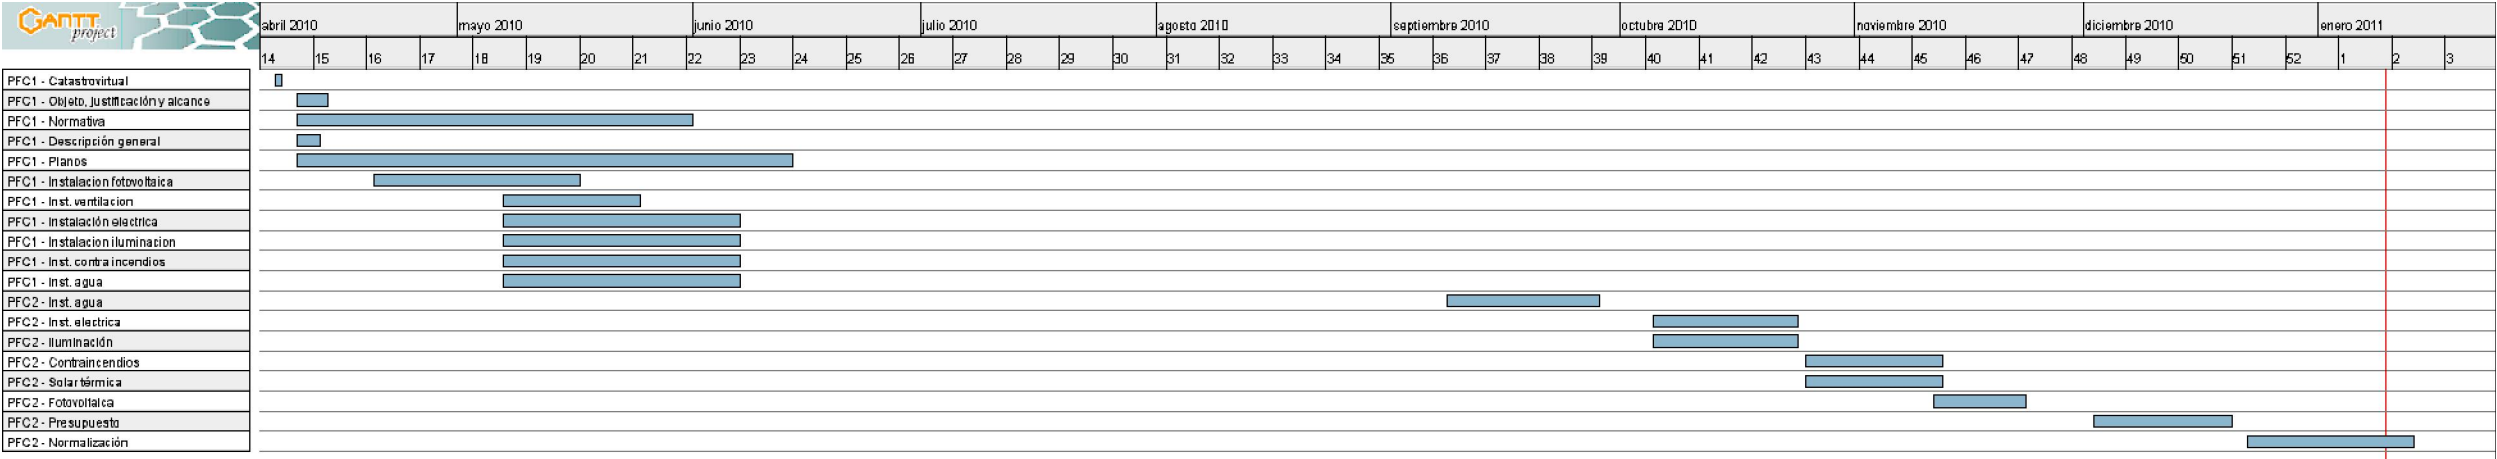 GANTT
project
abril 2010 mayo 2010 junio 2010 julio 2010 agosto 2010 septiembre 2010 octubre 2010 noviembre 2010 diciembre 2010 enero 2011
14 15 16 17 18 19 20 21 22 23 24 25 26 27 28 29 30 31 32 33 34 35 36 37 38 39 40 41 42 43 44 45 46 47 48 49 50 51 52 1 2 3
PFC1 - Catastrovirtual
PFC1 - Objeto, justificación y alcance
PFC1 - Normativa
PFC1 - Descripción general
PFC1 - Planos
PFC1 - Instalacion fotovoltaica
PFC1 - Inst. ventilacion
PFC1 - Instalación electrica
PFC1 - Instalacion iluminacion
PFC1 - Inst. contra incendios
PFC1 - Inst. agua
PFC2 - Inst. agua
PFC2 - Inst. electrica
PFC2 - Iluminación
PFC2 - Contraincendios
PFC2 - Solar térmica
PFC2 - Fotovoltaica
PFC2 - Presupuesto
PFC2 - Normalización